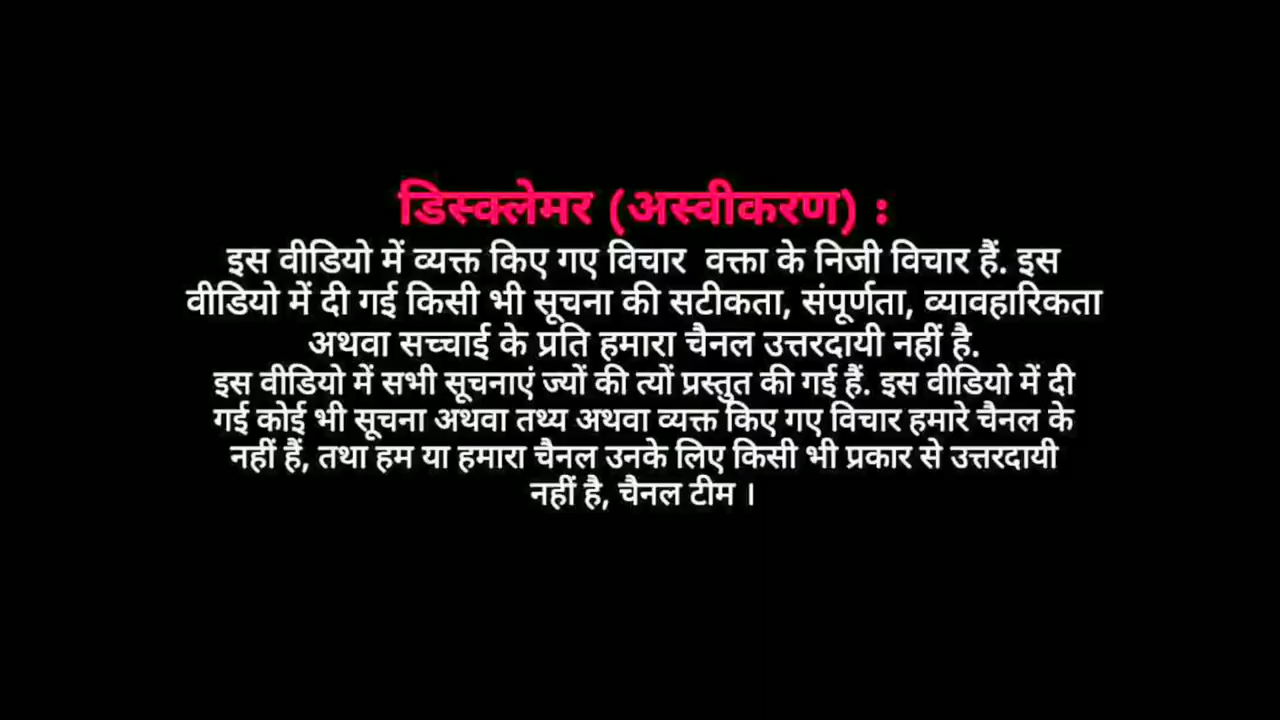 डिस्क्लेमर (अस्वीकरण) :
इस वीडियो में व्यक्त किए गए विचार वक्ता के निजी विचार हैं. इस
वीडियो में दी गई किसी भी सूचना की सटीकता, संपूर्णता, व्यावहारिकता
अथवा सच्चाई के प्रति हमारा चैनल उत्तरदायी नहीं है.
इस वीडियो में सभी सूचनाएं ज्यों की त्यों प्रस्तुत की गई हैं. इस वीडियो में दी
गई कोई भी सूचना अथवा तथ्य अथवा व्यक्त किए गए विचार हमारे चैनल के
नहीं हैं, तथा हम या हमारा चैनल उनके लिए किसी भी प्रकार से उत्तरदायी
नहीं है, चैनल टीम ।